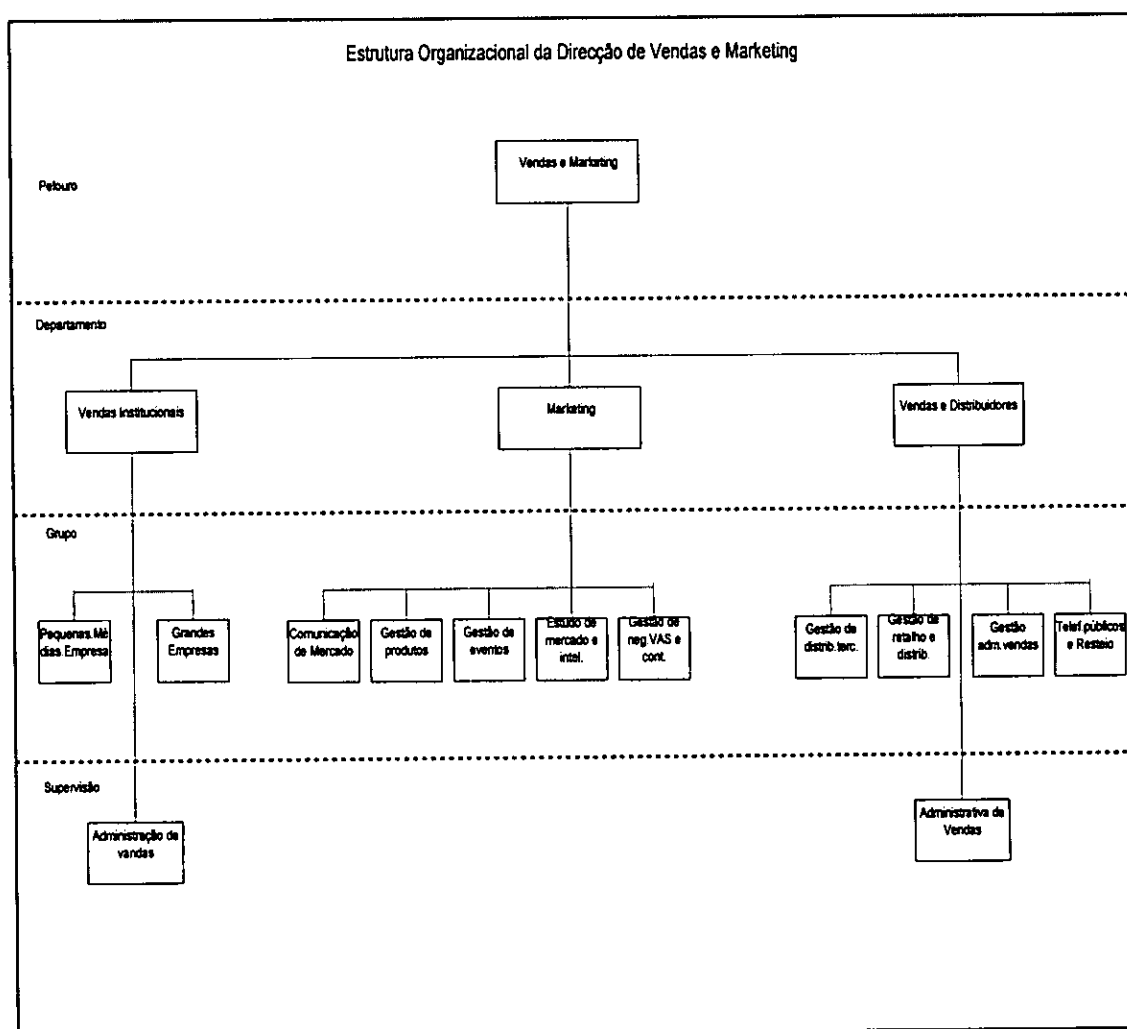 Estrutura Organizacional da Direcção de Vendas e Marketing
Pelouro
Vendas e Marketing
Departamento
Vendas Institucionais
Marketing
Vendas e Distribuidores
Grupo
Pequenas.Mé
dias.Empresa
Grandes
Empresas
Comunicação
de Mercado
Gestão de
produtos
Gestão de
eventos
Estudo de
mercado e
intel.
Gestão de
neg.VAS e
cont.
Gestão de
distrib.terc.
Gestão de
retalho e
distrib.
Gestão
adm.vendas
Telef.públicos
e Resteio
Supervisão
Administração de
vandas
Administrativa de
Vendas